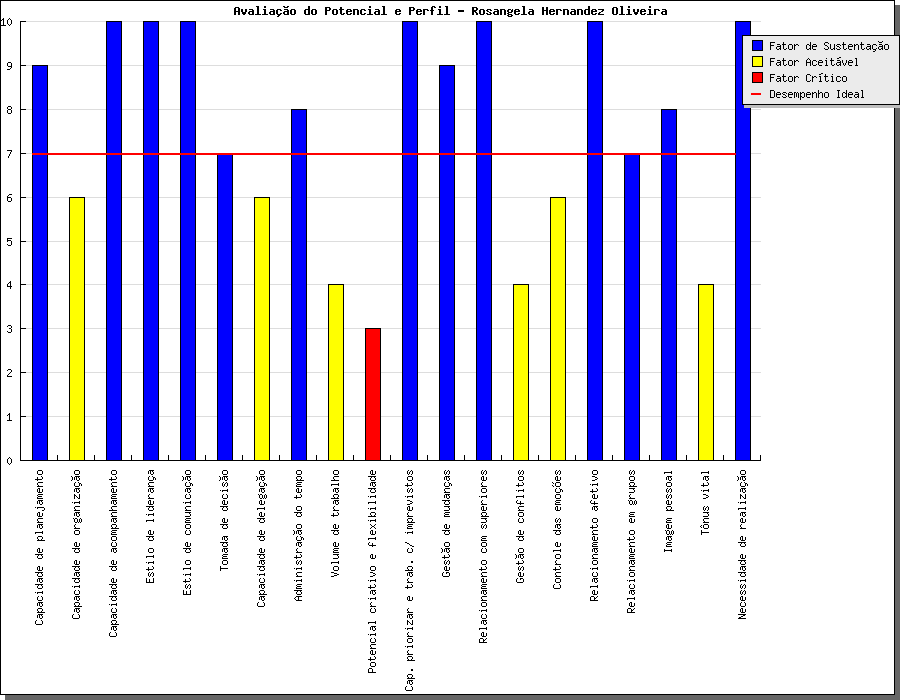 Avaliação do Potencial e Perfil - Rosangela Hernandez Oliveira
10
9
8
7
6
5
4
3
2
1
0
Fator de Sustentação
Fator Aceitável
Fator Crítico
Desempenho Ideal
Capacidade de planejamento
Capacidade de organização
Capacidade de acompanhamento
Estilo de liderança
Estilo de comunicação
Tomada de decisão
Capacidade de delegação
Administração do tempo
Volume de trabalho
Potencial criativo e flexibilidade
Cap. priorizar e trab. c/ imprevistos
Gestão de mudanças
Relacionamento com superiores
Gestão de conflitos
Controle das emoções
Relacionamento afetivo
Relacionamento em grupos
Imagem pessoal
Tônus vital
Necessidade de realização